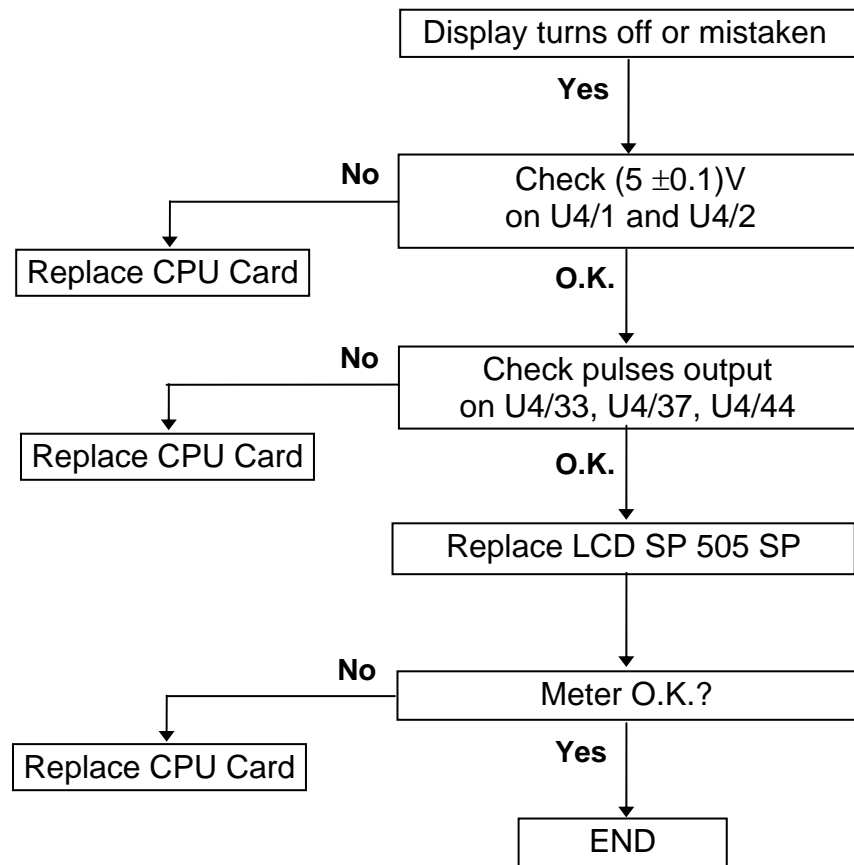 Display turns off or mistaken
Yes
No
Check (5 ±0.1)V
on U4/1 and U4/2
Replace CPU Card
O.K.
No
Check pulses output
on U4/33, U4/37, U4/44
Replace CPU Card
O.K.
Replace LCD SP 505 SP
No
Meter O.K.?
Yes
Replace CPU Card
END